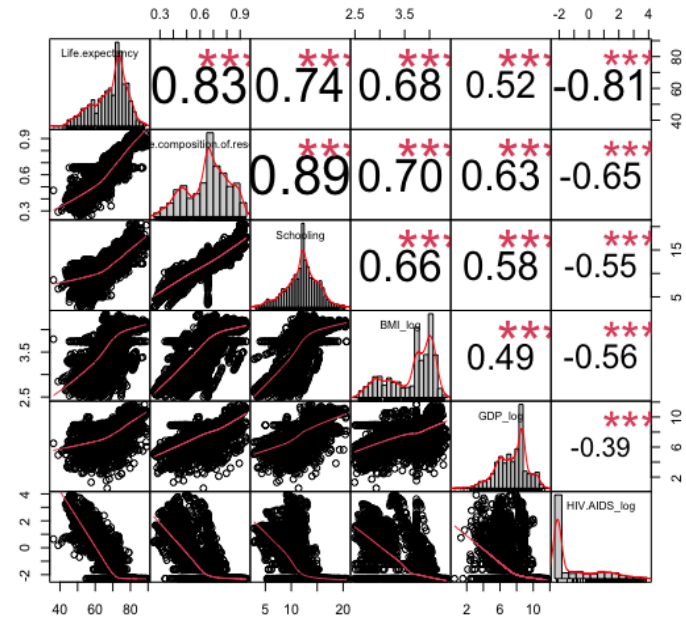 0.3 0.6 0.9 2.5 3.5 -2 0 2 4
Life.expectancy *** 0.83 *** 0.74 *** 0.68 *** 0.52 *** -0.81 40 60 80
0.3 0.6 0.9 e.composition.of.res *** 0.89 *** 0.70 *** 0.63 *** -0.65
Schooling *** 0.66 *** 0.58 *** -0.55 5 15
2.5 3.5 BMI_log *** 0.49 *** -0.56
GDP_log *** -0.39 2 6 10
-2 0 2 4 HIV.AIDS_log
40 60 80 5 10 20 2 6 10